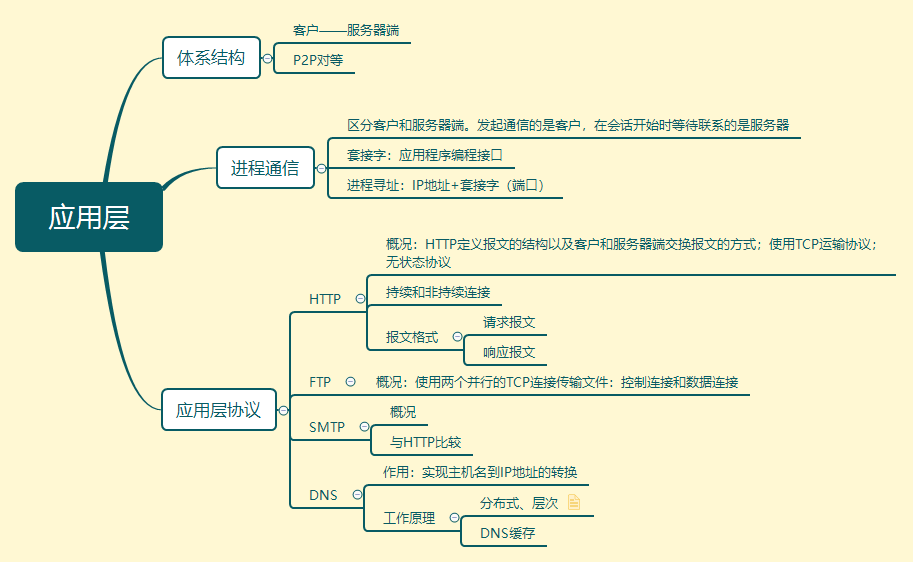 应用层
体系结构
客户——服务器端
P2P对等
进程通信
区分客户和服务器端。发起通信的是客户，在会话开始时等待联系的是服务器
套接字：应用程序编程接口
进程寻址：IP地址+套接字（端口）
应用层协议
HTTP
概况：HTTP定义报文的结构以及客户和服务器端交换报文的方式；使用TCP运输协议；
无状态协议
持续和非持续连接
报文格式
请求报文
响应报文
FTP
概况：使用两个并行的TCP连接传输文件：控制连接和数据连接
SMTP
概况
与HTTP比较
DNS
作用：实现主机名到IP地址的转换
工作原理
分布式、层次
DNS缓存